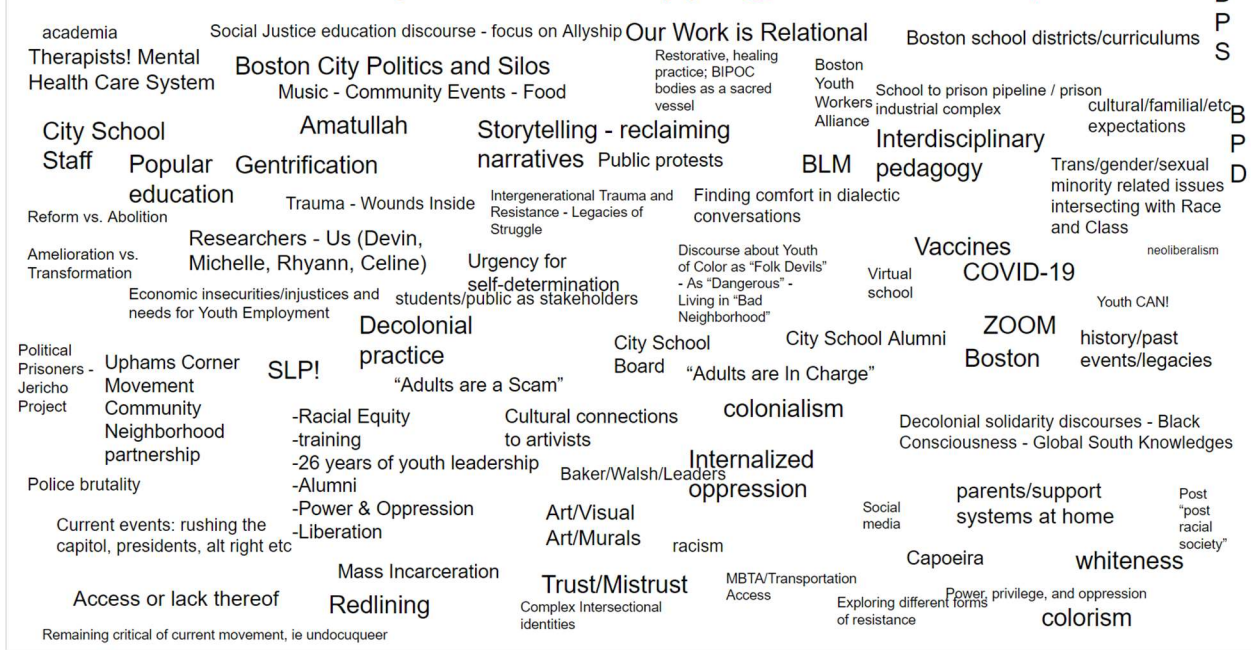 academia
Social Justice education discourse - focus on Allyship
Our Work is Relational
Boston school districts/curriculums
P
S
Therapists! Mental
Health Care System
Boston City Politics and Silos
Music - Community Events - Food
Restorative, healing
practice; BIPOC
bodies as a sacred
vessel
Boston
Youth
Workers
Alliance
School to prison pipeline / prison
industrial complex
cultural/familial/etc
expectations
B
P
D
City School
Staff
Amatullah
Storytelling - reclaiming
narratives
Public protests
BLM
Interdisciplinary
pedagogy
Popular
education
Gentrification
Trans/gender/sexual
minority related issues
intersecting with Race
and Class
Reform vs. Abolition
Trauma - Wounds Inside
Intergenerational Trauma and
Resistance - Legacies of
Struggle
Finding comfort in dialectic
conversations
Amelioration vs.
Transformation
Researchers - Us (Devin,
Michelle, Rhyann, Celine)
Urgency for
self-determination
Discourse about Youth
of Color as “Folk Devils”
- As “Dangerous” -
Living in “Bad
Neighborhood”
Vaccines
neoliberalism
Virtual
school
COVID-19
Economic insecurities/injustices and
needs for Youth Employment
students/public as stakeholders
Youth CAN!
Decolonial
practice
City School
Board
City School Alumni
ZOOM
Boston
history/past
events/legacies
Political
Prisoners -
Jericho
Project
Uphams Corner
Movement
Community
Neighborhood
partnership
SLP!
“Adults are a Scam”
“Adults are In Charge”
-Racial Equity
-training
-26 years of youth leadership
-Alumni
-Power & Oppression
-Liberation
Cultural connections
to artivists
colonialism
Decolonial solidarity discourses - Black
Consciousness - Global South Knowledges
Baker/Walsh/Leaders
Internalized
oppression
Police brutality
Current events: rushing the
capitol, presidents, alt right etc
Art/Visual
Art/Murals
racism
Social
media
parents/support
systems at home
Post
“post
racial
society”
Capoeira
whiteness
Mass Incarceration
Trust/Mistrust
MBTA/Transportation
Access
Access or lack thereof
Redlining
Complex Intersectional
identities
Exploring different forms
of resistance
Power, privilege, and oppression
colorism
Remaining critical of current movement, ie undocuqueer